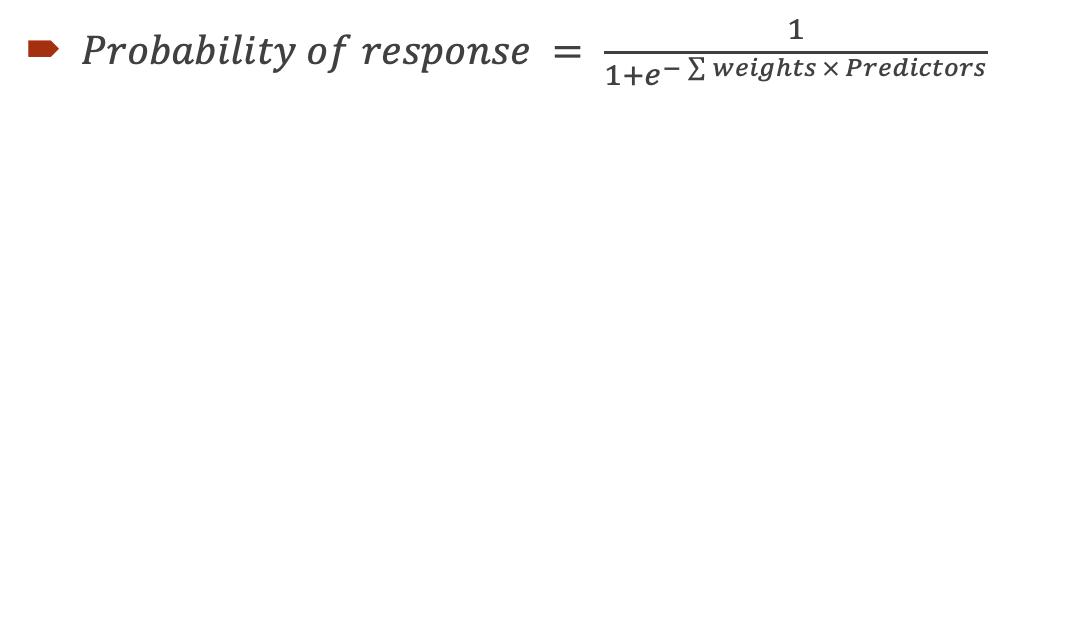 Probability of response = 1 / 1+e^− ∑ weights × Predictors